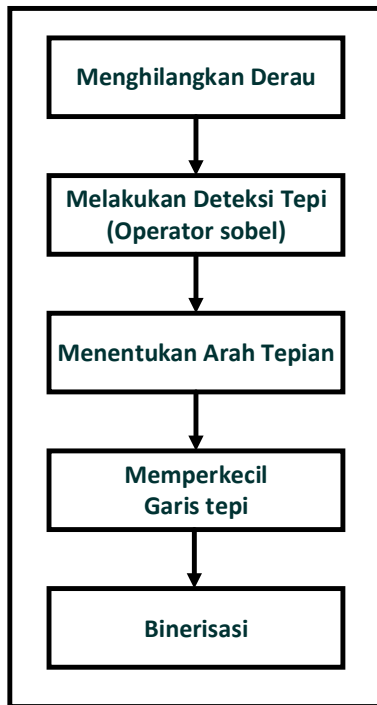 Menghilangkan Derau
Melakukan Deteksi Tepi
(Operator sobel)
Menentukan Arah Tepian
Memperkecil
Garis tepi
Binerisasi